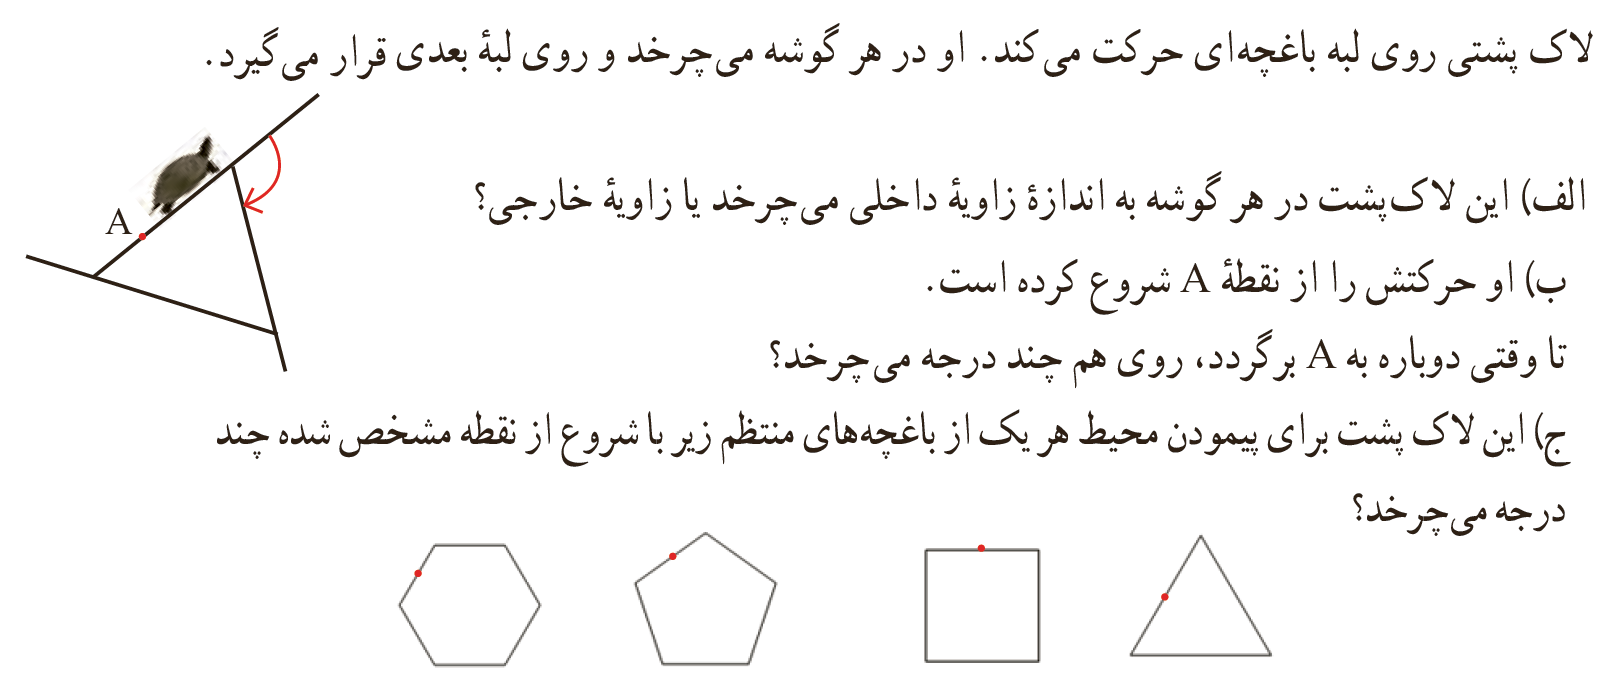 لاک پشتی روی لبه باغچه‌ای حرکت می‌کند. او در هر گوشه می‌چرخد و روی لبهٔ بعدی قرار می‌گیرد.
الف) این لاک‌پشت در هر گوشه به اندازهٔ زاویهٔ داخلی می‌چرخد یا زاویهٔ خارجی؟
A
ب) او حرکتش را از نقطهٔ A شروع کرده است.
تا وقتی دوباره به A برگردد، روی هم چند درجه می‌چرخد؟
ج) این لاک پشت برای پیمودن محیط هر یک از باغچه‌های منتظم زیر با شروع از نقطه مشخص شده چند
درجه می‌چرخد؟